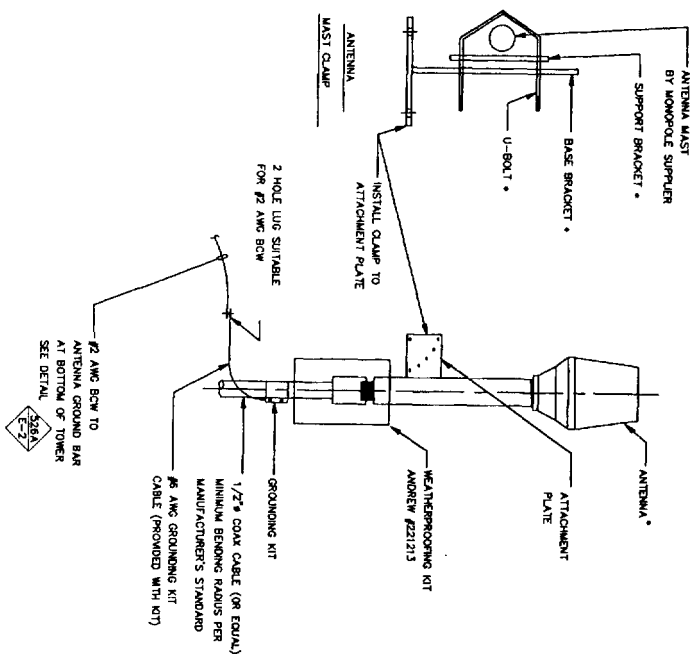 ANTENNA MAST
BY MONOPOLE SUPPLIER
SUPPORT BRACKET *
BASE BRACKET *
U-BOLT *
ANTENNA
MAST CLAMP
INSTALL CLAMP TO
ATTACHMENT PLATE
ANTENNA *
ATTACHMENT
PLATE
WEATHERPROOFING KIT
ANDREW #221213
2 HOLE LUG SUITABLE
FOR #2 AWG BCW
GROUNDING KIT
1/2"ø COAX CABLE (OR EQUAL)
MINIMUM BENDING RADIUS PER
MANUFACTURER'S STANDARD
#6 AWG GROUNDING KIT
CABLE (PROVIDED WITH KIT)
#2 AWG BCW TO
ANTENNA GROUND BAR
AT BOTTOM OF TOWER
SEE DETAIL
526A
E-2